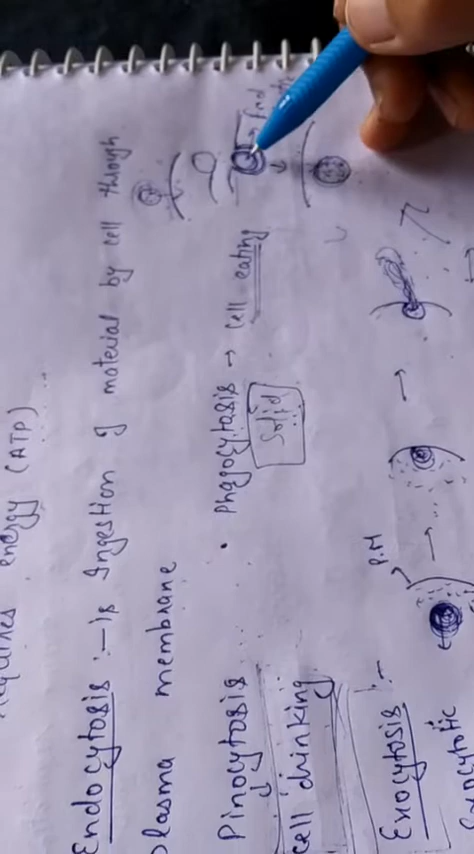 energy (ATP)
Endocytosis :- is Ingestion of material by cell through
plasma membrane
Pinocytosis
• Phagocytosis → cell eating
cell drinking
Solid
Exocytosis :-
P.M